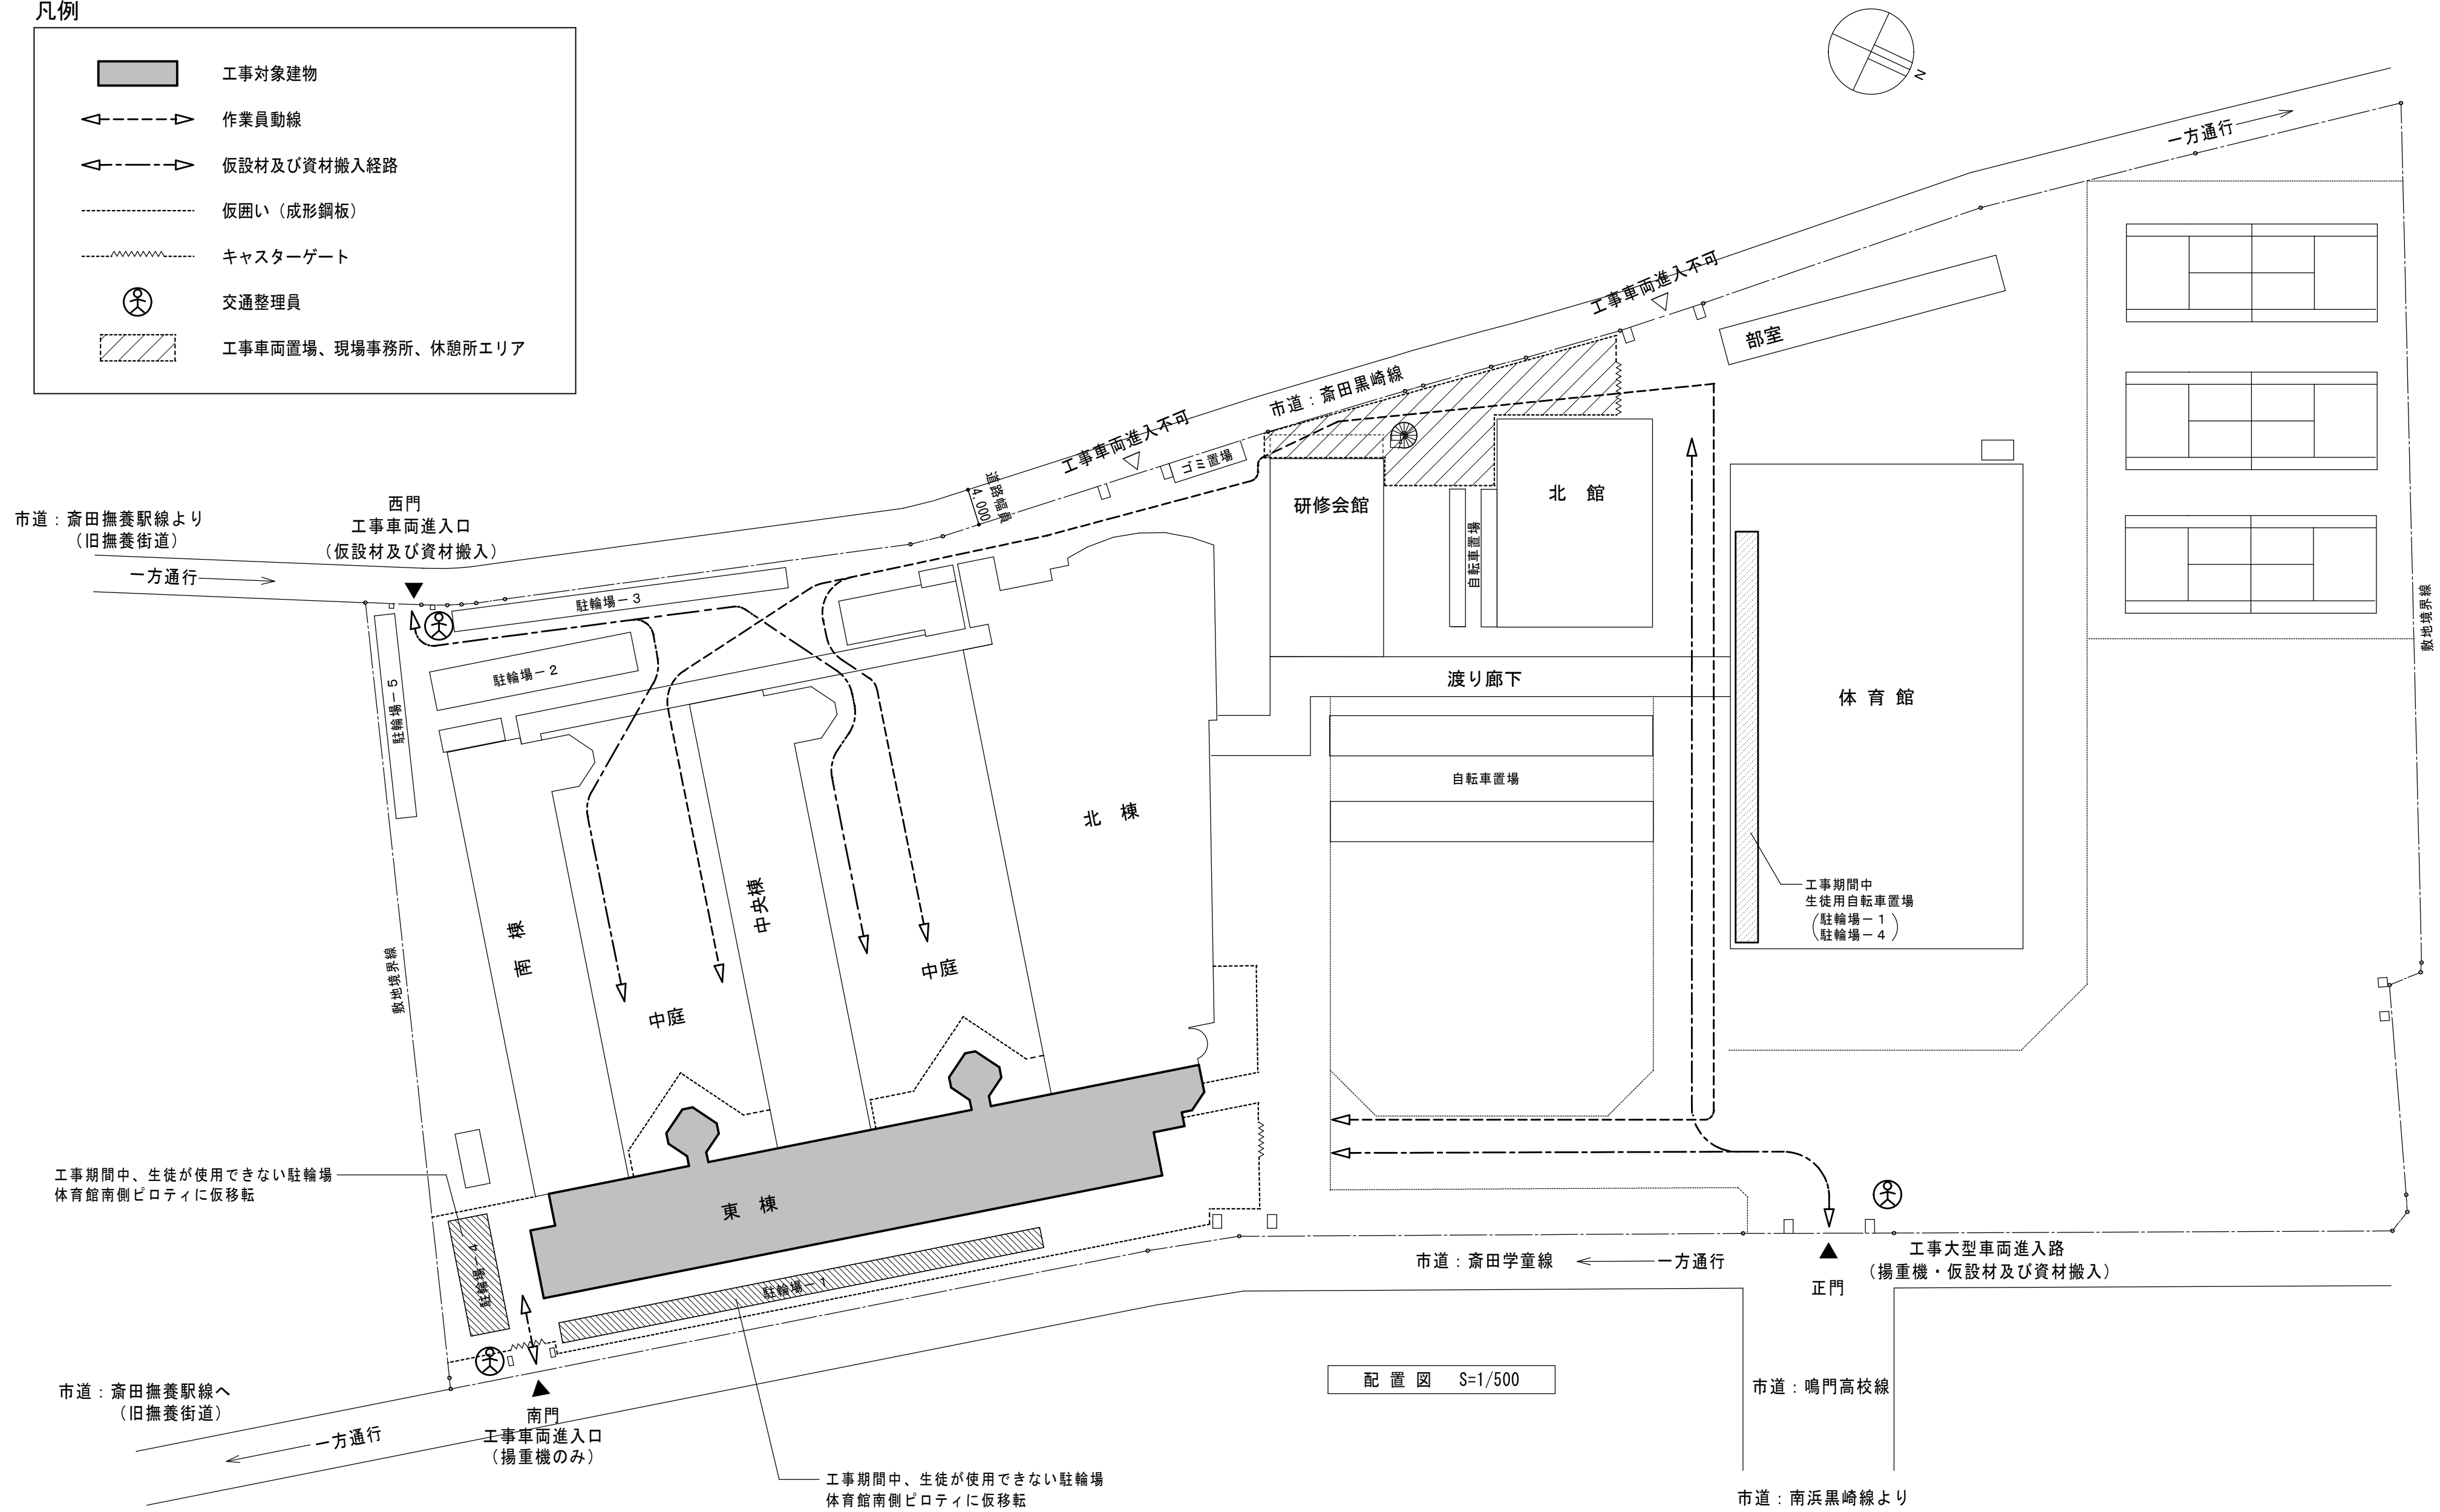 凡例
工事対象建物
作業員動線
仮設材及び資材搬入経路
仮囲い（成形鋼板）
キャスターゲート
交通整理員
工事車両置場、現場事務所、休憩所エリア
N
一方通行
工事車両進入不可
部室
市道：斎田黒崎線
工事車両進入不可
ゴミ置場
道路幅員
4,000
西門
工事車両進入口
（仮設材及び資材搬入）
市道：斎田撫養駅線より
（旧撫養街道）
一方通行
研修会館
北　館
自転車置場
駐輪場－3
駐輪場－2
駐輪場－5
渡り廊下
体 育 館
敷地境界線
自転車置場
北　棟
中央棟
南　棟
中庭
中庭
敷地境界線
工事期間中
生徒用自転車置場
（駐輪場－1）
（駐輪場－4）
工事期間中、生徒が使用できない駐輪場
体育館南側ピロティに仮移転
東　棟
駐輪場－4
駐輪場－1
市道：斎田学童線
一方通行
工事大型車両進入路
（揚重機・仮設材及び資材搬入）
正門
配 置 図　S=1/500
市道：鳴門高校線
市道：斎田撫養駅線へ
（旧撫養街道）
一方通行
南門
工事車両進入口
（揚重機のみ）
工事期間中、生徒が使用できない駐輪場
体育館南側ピロティに仮移転
市道：南浜黒崎線より